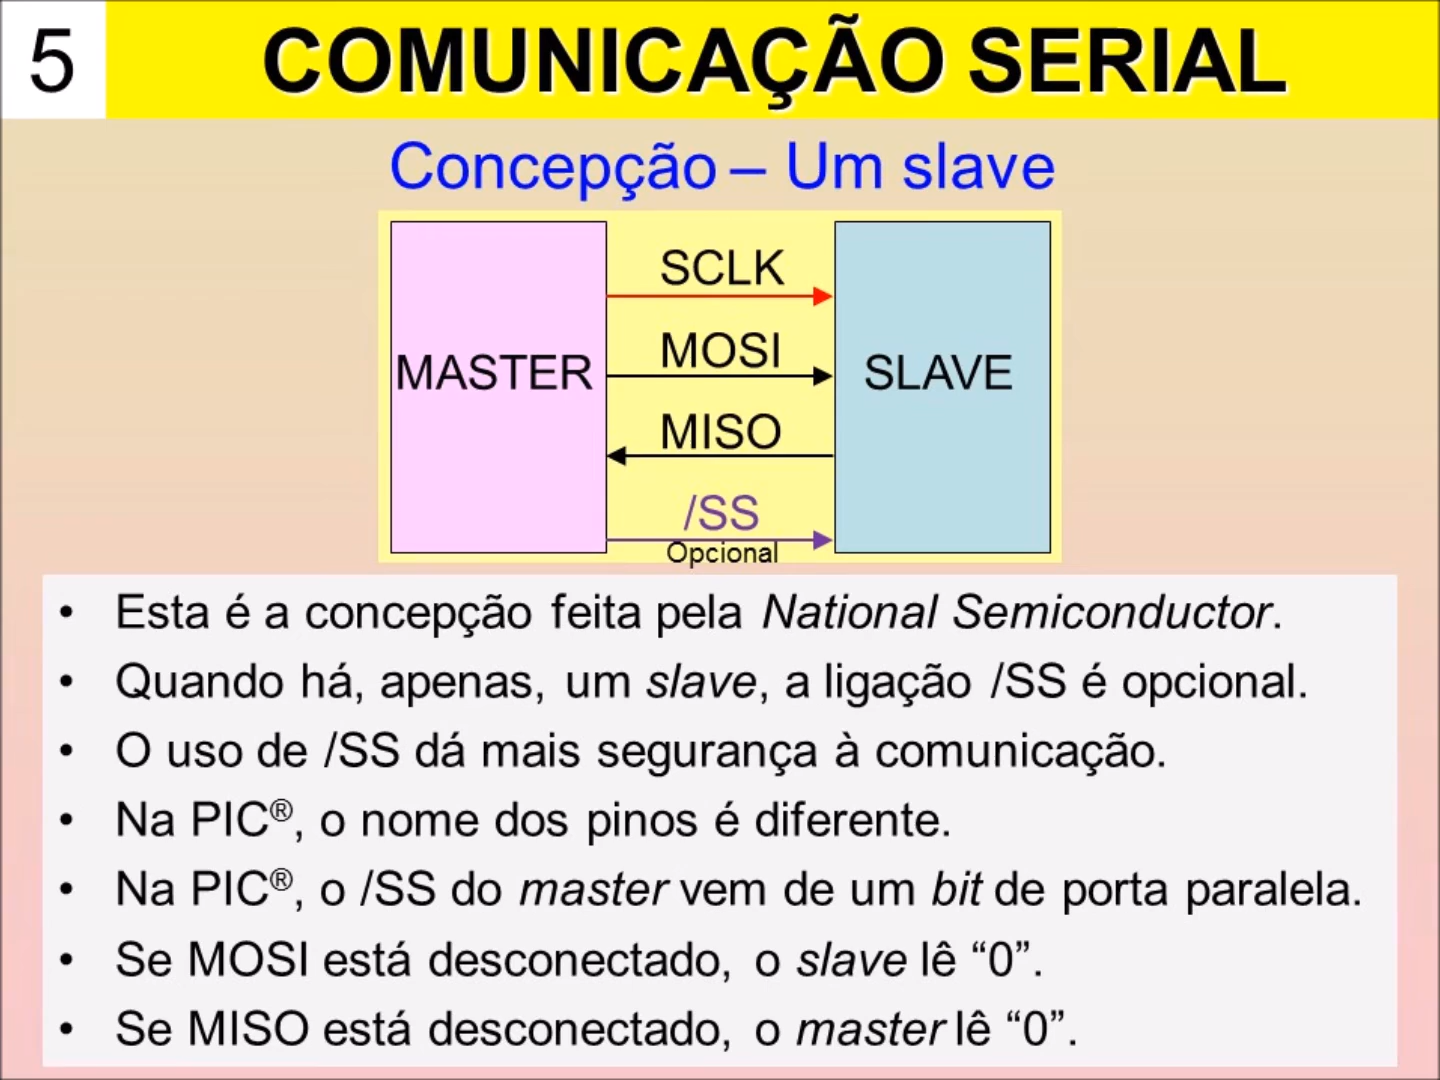 5
COMUNICAÇÃO SERIAL
Concepção – Um slave
SCLK
MOSI
MASTER
SLAVE
MISO
/SS
Opcional
• Esta é a concepção feita pela National Semiconductor.
• Quando há, apenas, um slave, a ligação /SS é opcional.
• O uso de /SS dá mais segurança à comunicação.
• Na PIC®, o nome dos pinos é diferente.
• Na PIC®, o /SS do master vem de um bit de porta paralela.
• Se MOSI está desconectado, o slave lê “0”.
• Se MISO está desconectado, o master lê “0”.